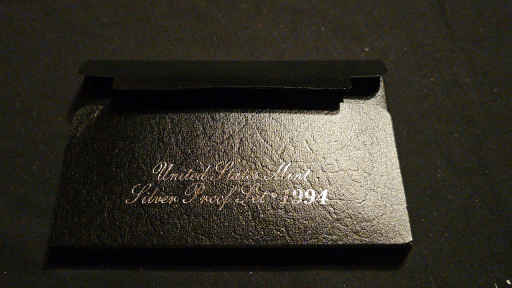 United States Mint
Silver Proof Set • 1994